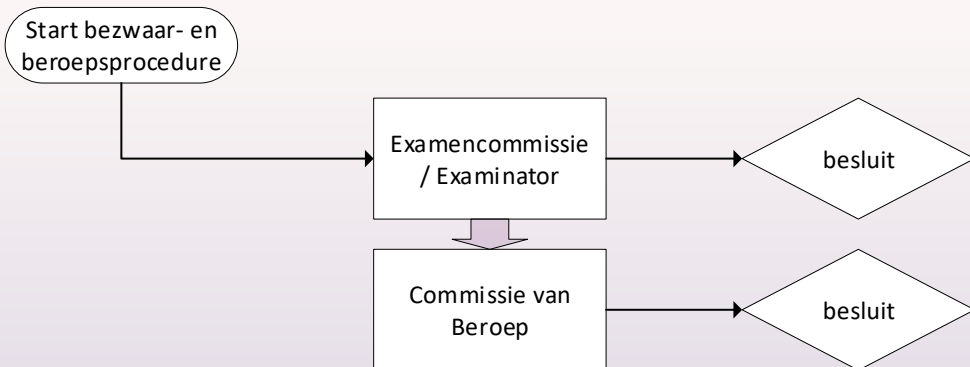 Start bezwaar- en
beroepsprocedure
Examencommissie
/ Examinator
besluit
Commissie van
Beroep
besluit